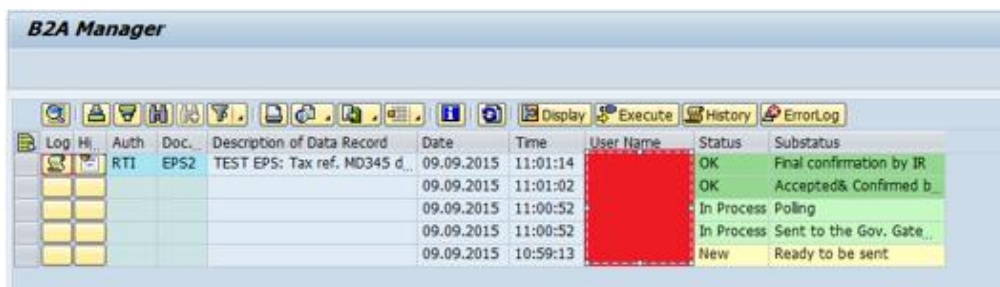 B2A Manager
Display Execute History ErrorLog
Log Hi.. Auth Doc... Description of Data Record Date Time User Name Status Substatus
RTI EPS2 TEST EPS: Tax ref. MD345 d... 09.09.2015 11:01:14 OK Final confirmation by IR
09.09.2015 11:01:02 OK Accepted& Confirmed b...
09.09.2015 11:00:52 In Process Polling
09.09.2015 11:00:52 In Process Sent to the Gov. Gate...
09.09.2015 10:59:13 New Ready to be sent